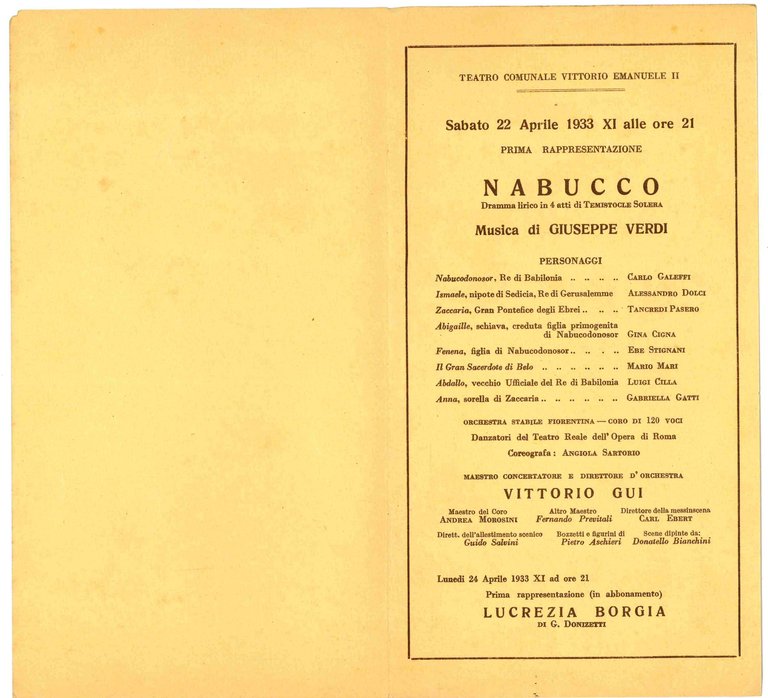 TEATRO COMUNALE VITTORIO EMANUELE II
Sabato 22 Aprile 1933 XI alle ore 21
PRIMA RAPPRESENTAZIONE
NABUCCO
Dramma lirico in 4 atti di TEMISTOCLE SOLERA
Musica di GIUSEPPE VERDI
PERSONAGGI
Nabucodonosor, Re di Babilonia .. .. .. .. CARLO GALEFFI
Ismaele, nipote di Sedicia, Re di Gerusalemme ALESSANDRO DOLCI
Zaccaria, Gran Pontefice degli Ebrei .. .. .. TANCREDI PASERO
Abigaille, schiava, creduta figlia primogenita
di Nabucodonosor GINA CIGNA
Fenena, figlia di Nabucodonosor .. .. .. EBE STIGNANI
Il Gran Sacerdote di Belo .. .. .. .. .. .. MARIO MARI
Abdallo, vecchio Ufficiale del Re di Babilonia LUIGI CILLA
Anna, sorella di Zaccaria .. .. .. .. .. .. GABRIELLA GATTI
ORCHESTRA STABILE FIORENTINA — CORO DI 120 VOCI
Danzatori del Teatro Reale dell'Opera di Roma
Coreografa : ANGIOLA SARTORIO
MAESTRO CONCERTATORE E DIRETTORE D'ORCHESTRA
VITTORIO GUI
Maestro del Coro Altro Maestro Direttore della messinscena
ANDREA MOROSINI Fernando Previtali CARL EBERT
Dirett. dell'allestimento scenico Bozzetti e figurini di Scene dipinte da:
Guido Salvini Pietro Aschieri Donatello Bianchini
Lunedì 24 Aprile 1933 XI ad ore 21
Prima rappresentazione (in abbonamento)
LUCREZIA BORGIA
DI G. DONIZETTI